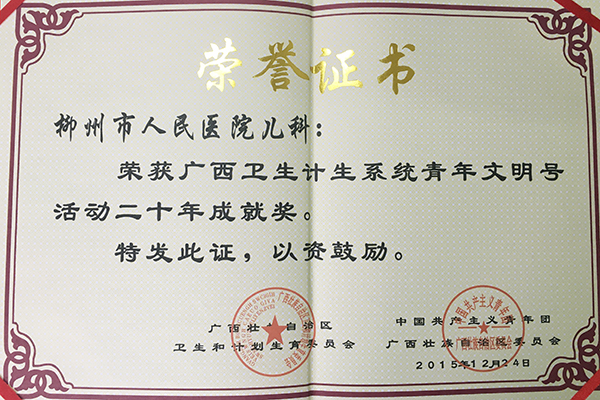 荣誉证书
柳州市人民医院儿科：
荣获广西卫生计生系统青年文明号
活动二十年成就奖。
特发此证，以资鼓励。
广西壮 自治区
卫生和计划生育委员会
中国共产主义青年团
广西壮族自治区委员会
2015年12月24日